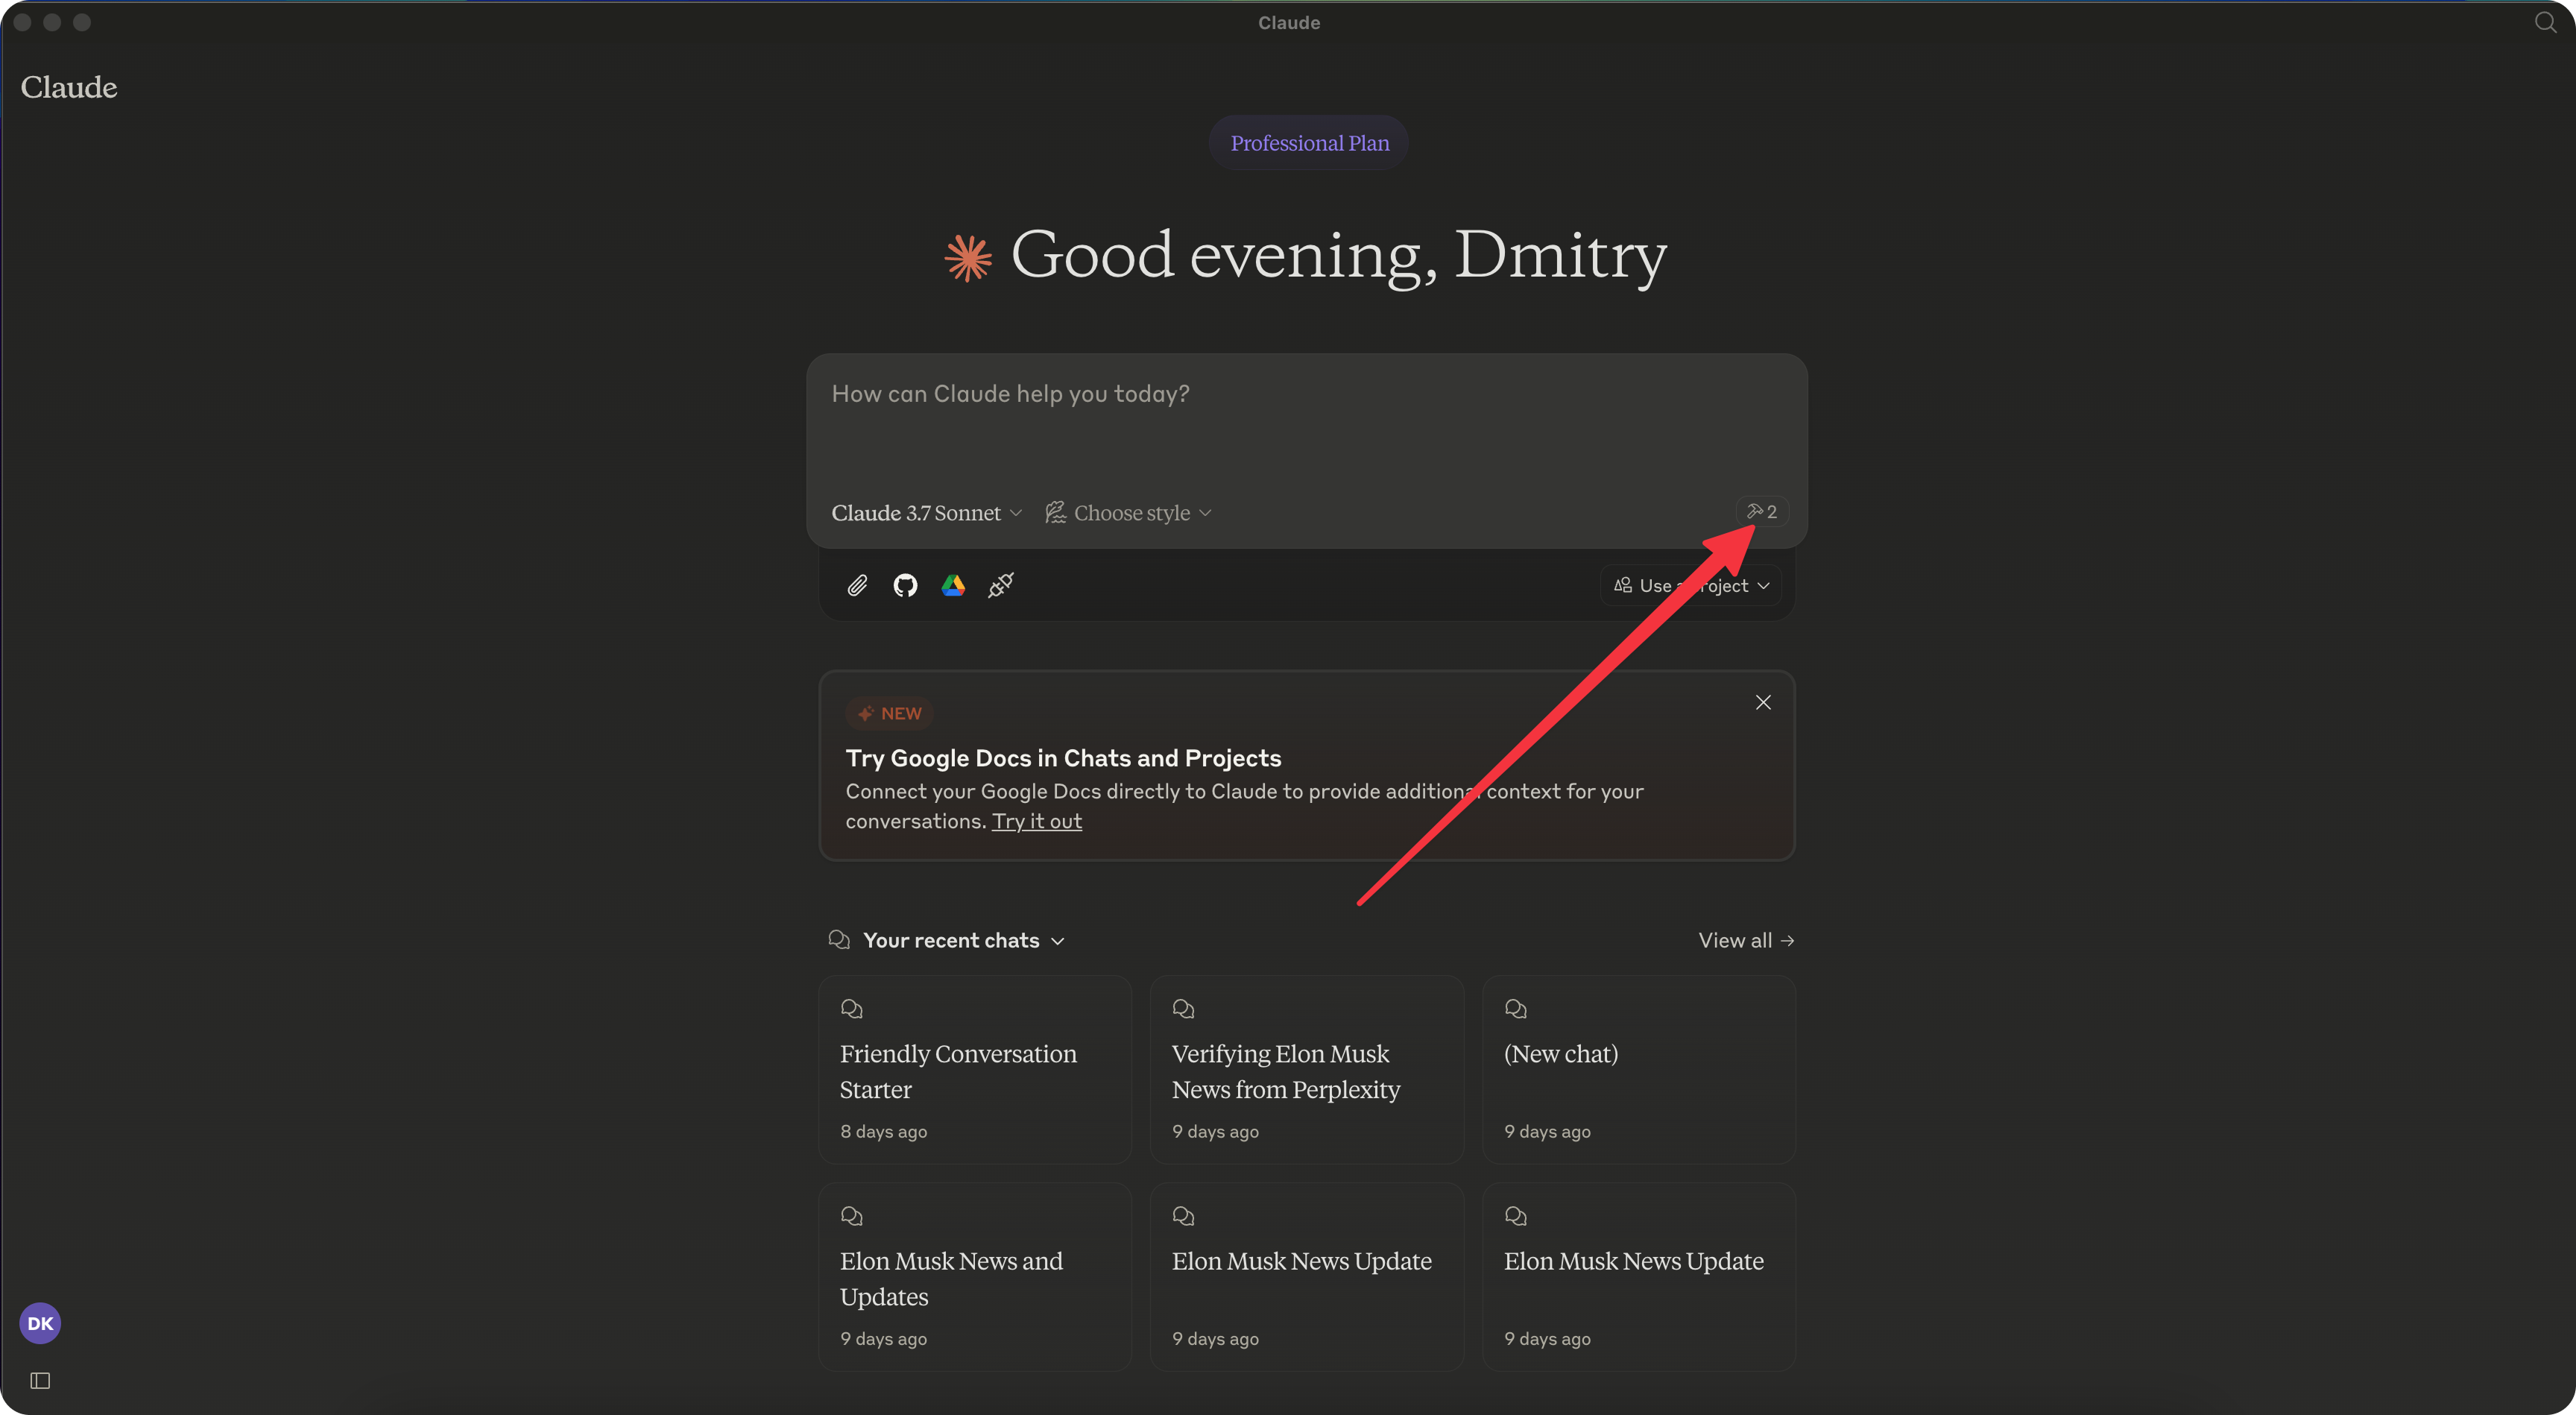 Claude
Claude
Professional Plan
Good evening, Dmitry
How can Claude help you today?
Claude 3.7 Sonnet
Choose style
2
Use a roject
NEW
Try Google Docs in Chats and Projects
Connect your Google Docs directly to Claude to provide additional context for your
conversations. Try it out
Your recent chats
View all →
Friendly Conversation
Starter
8 days ago
Verifying Elon Musk
News from Perplexity
9 days ago
(New chat)
9 days ago
Elon Musk News and
Updates
9 days ago
Elon Musk News Update
9 days ago
Elon Musk News Update
9 days ago
DK